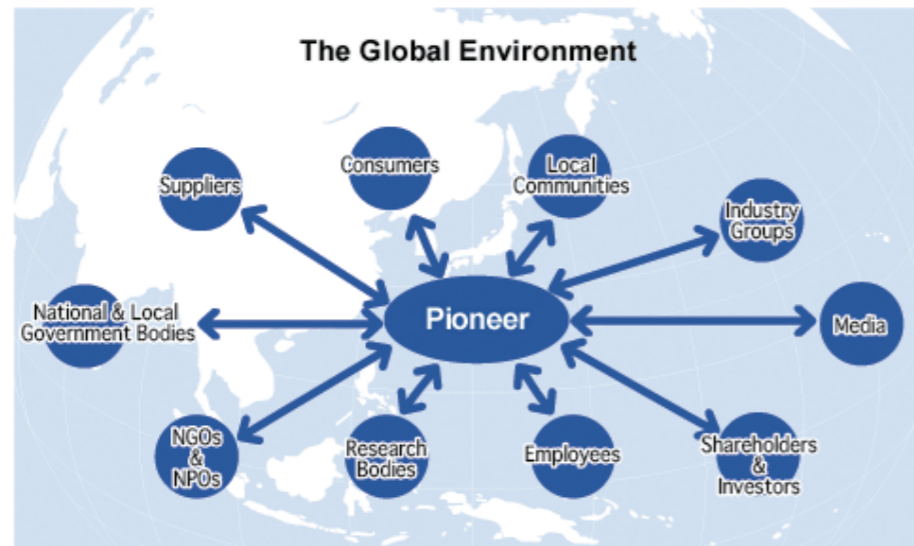 The Global Environment
Suppliers
Consumers
Local
Communities
Industry
Groups
National & Local
Government Bodies
Pioneer
Media
NGOs
&
NPOs
Research
Bodies
Employees
Shareholders
&
Investors